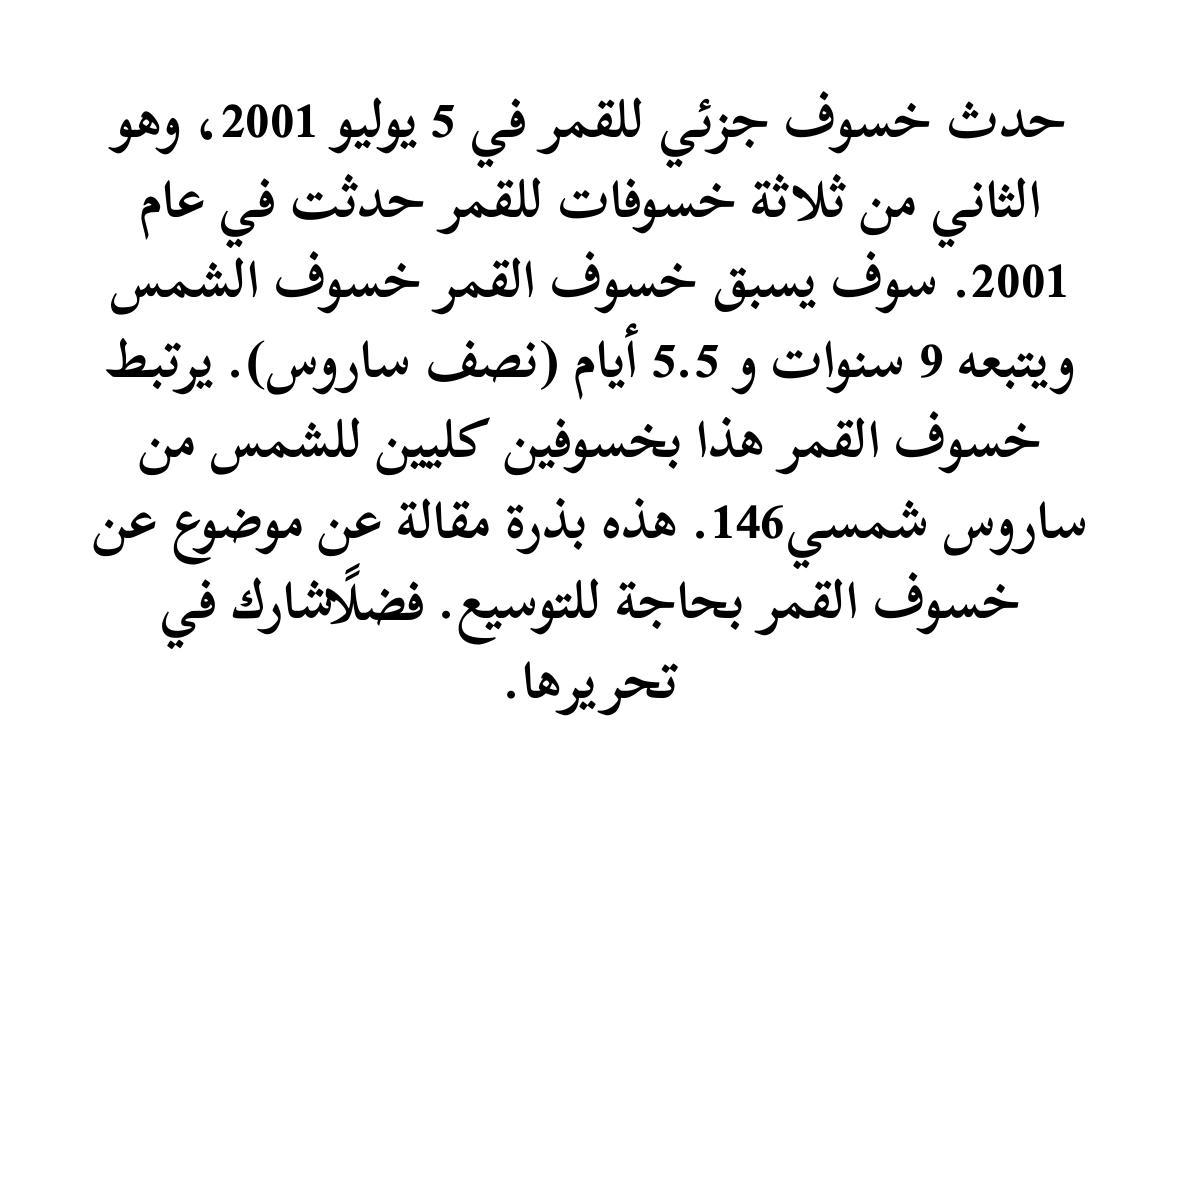 حدث خسوف جزئي للقمر في 5 يوليو 2001، وهو
الثاني من ثلاثة خسوفات للقمر حدثت في عام
2001. سوف يسبق خسوف القمر خسوف الشمس
ويتبعه 9 سنوات و 5.5 أيام (نصف ساروس). يرتبط
خسوف القمر هذا بخسوفين كليين للشمس من
ساروس شمسي146. هذه بذرة مقالة عن موضوع عن
خسوف القمر بحاجة للتوسيع. فضلًاشارك في
تحريرها.